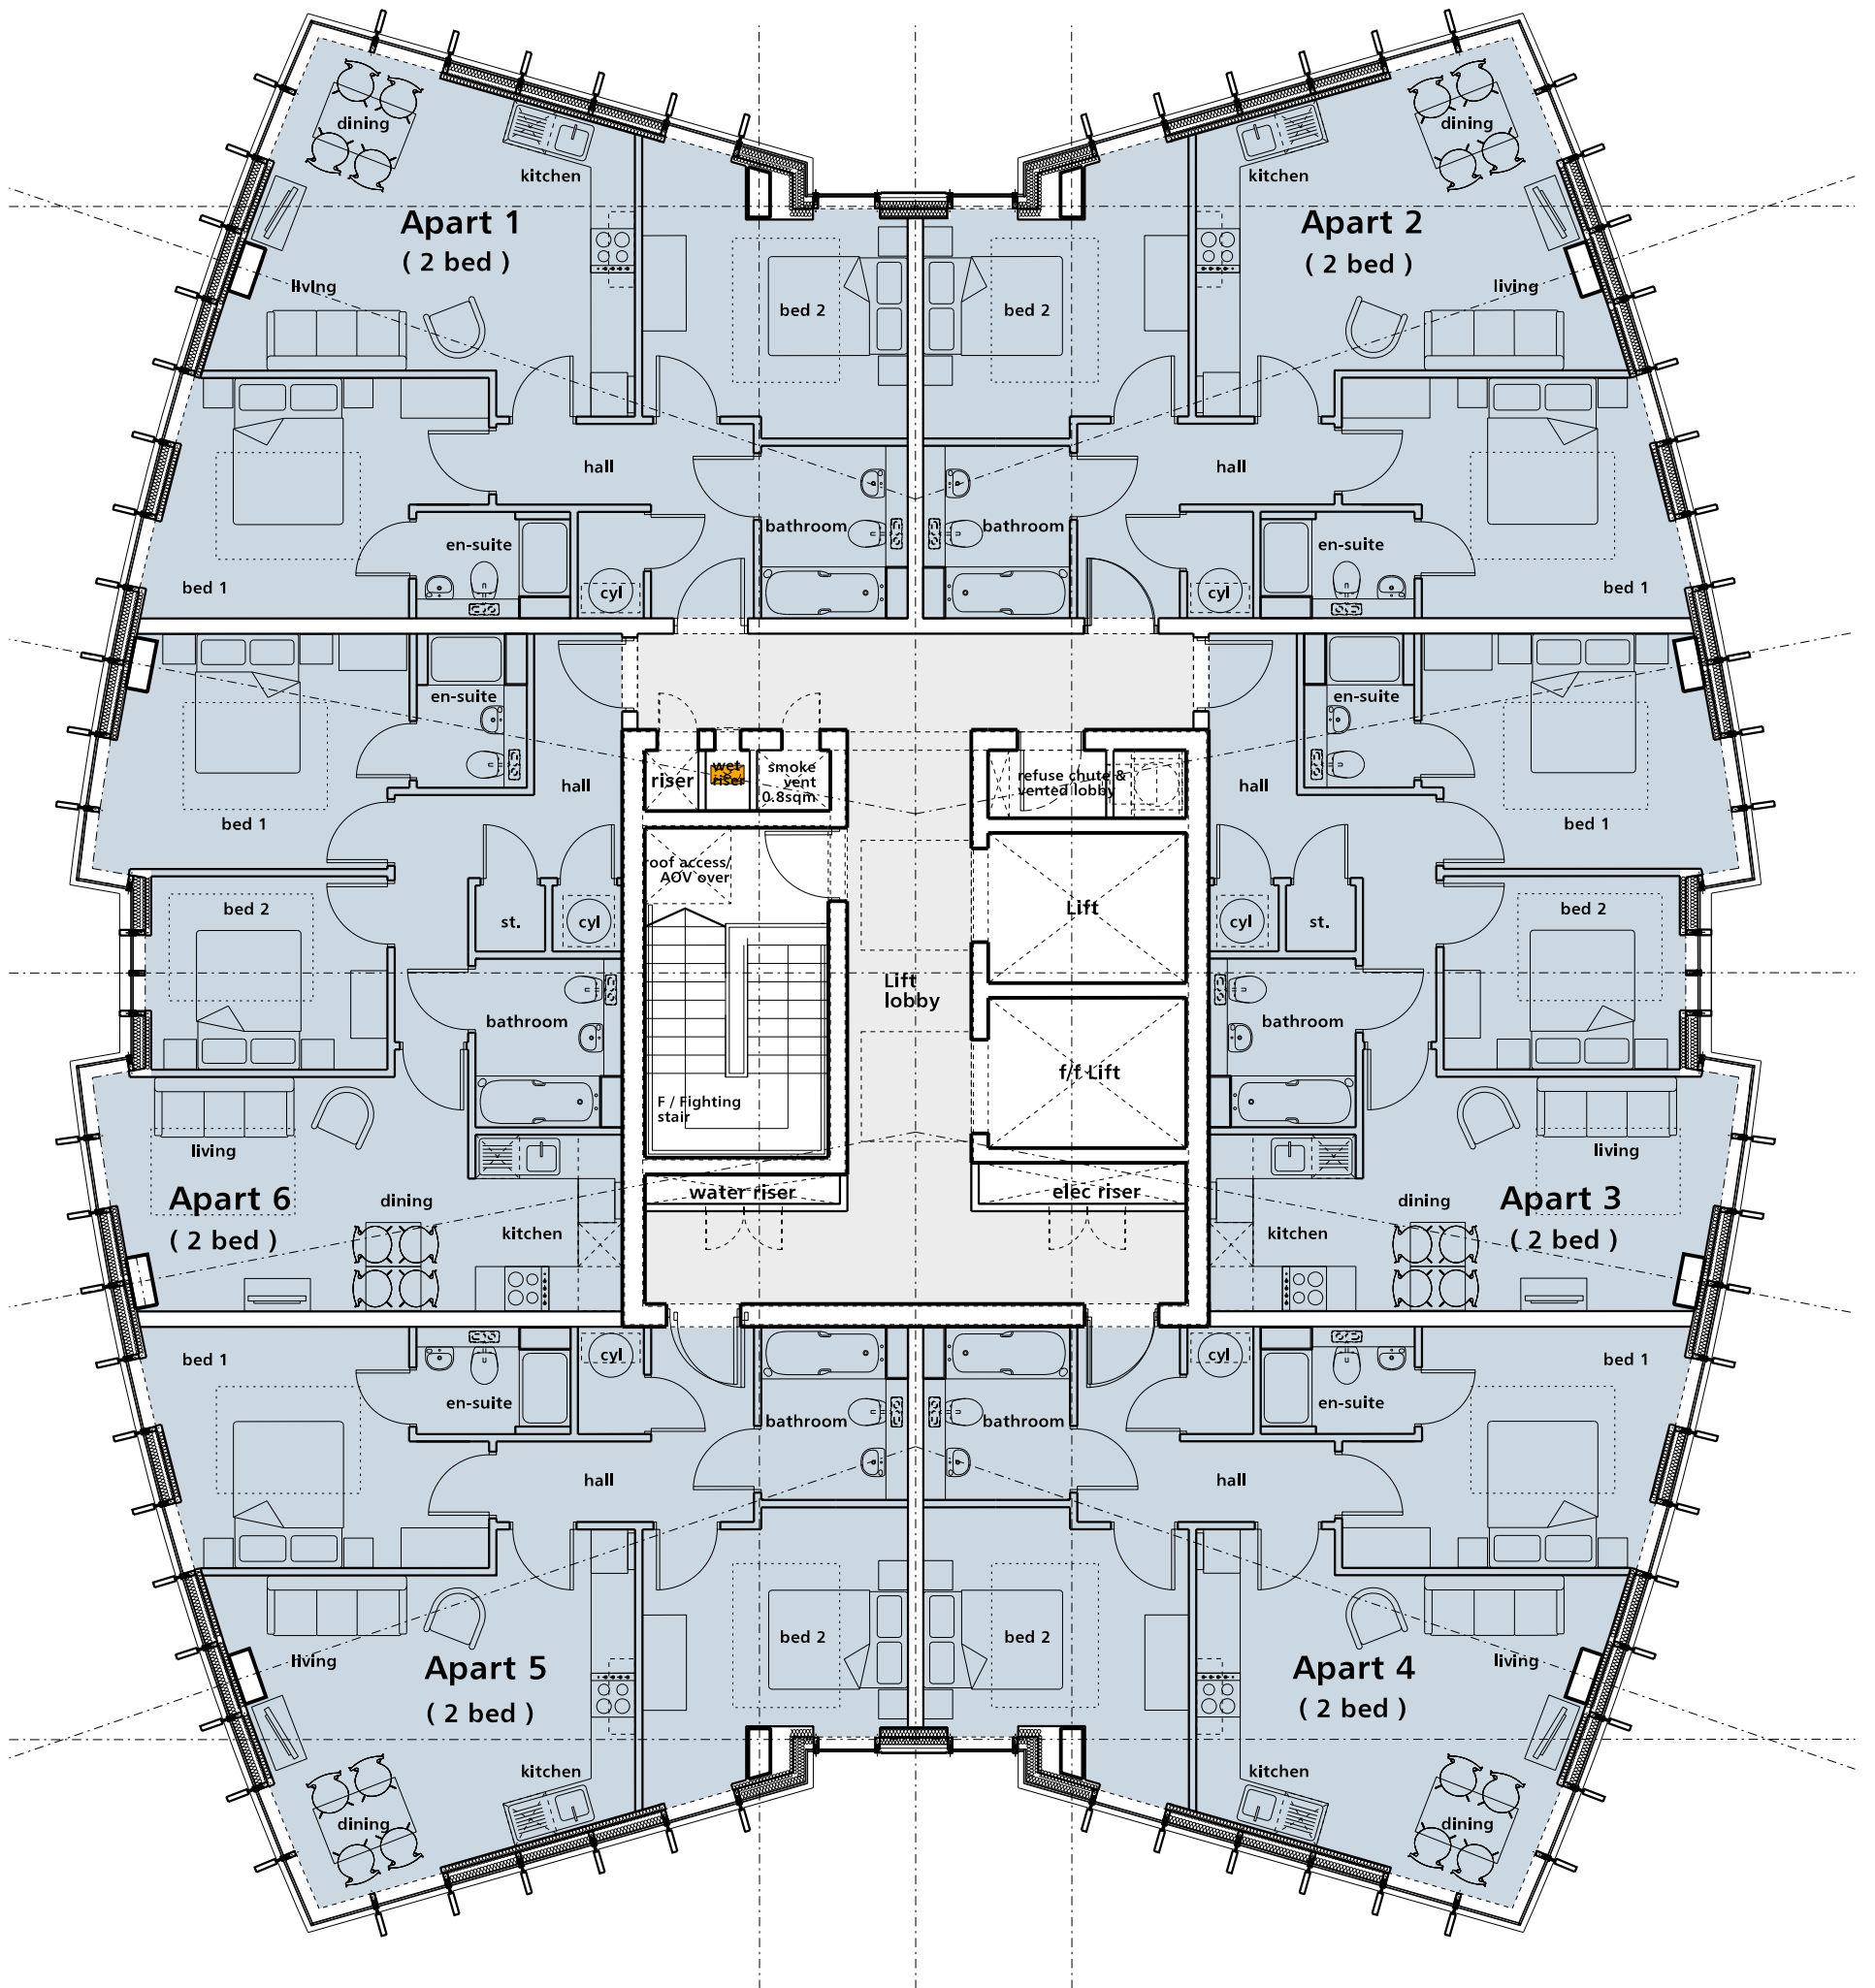 dining
dining
kitchen
kitchen
Apart 1
( 2 bed )
Apart 2
( 2 bed )
living
living
bed 2
bed 2
hall
hall
bathroom
bathroom
en-suite
en-suite
bed 1
cyl
cyl
bed 1
en-suite
en-suite
hall
hall
riser
wet
riser
smoke
vent
0.8sqm
refuse chute &
vented lobby
bed 1
bed 1
roof access/
AOV over
bed 2
st.
cyl
Lift
cyl
st.
bed 2
Lift
lobby
bathroom
bathroom
f/f Lift
F / Fighting
stair
living
living
Apart 6
( 2 bed )
dining
kitchen
water riser
elec riser
kitchen
dining
Apart 3
( 2 bed )
bed 1
cyl
cyl
bed 1
en-suite
en-suite
bathroom
bathroom
hall
hall
bed 2
bed 2
living
living
Apart 5
( 2 bed )
Apart 4
( 2 bed )
kitchen
kitchen
dining
dining